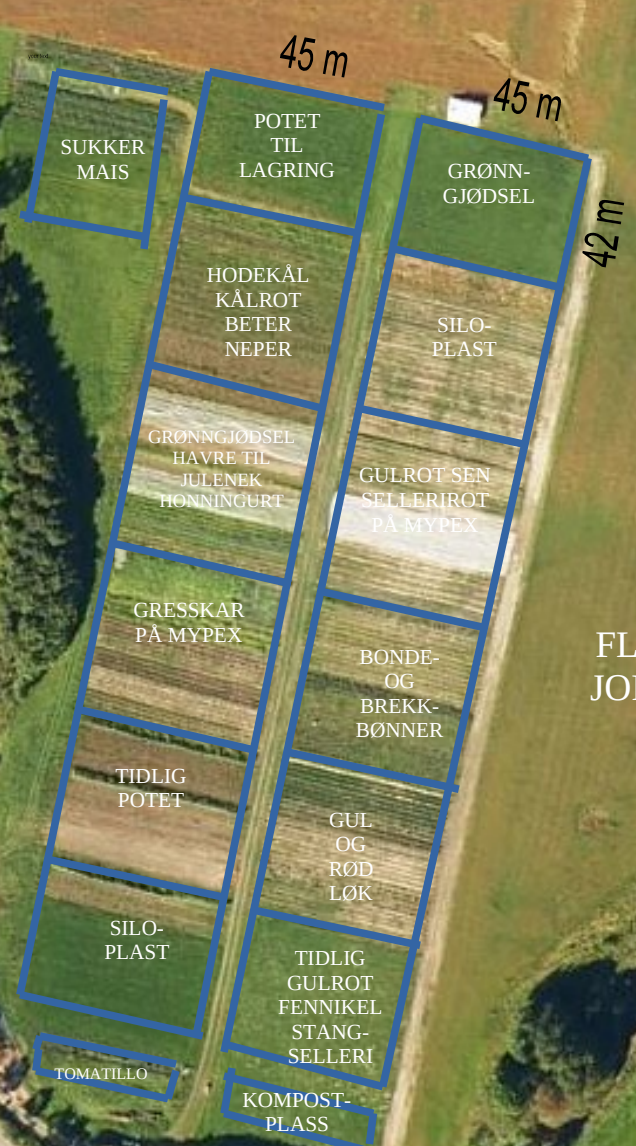 45 m
45 m
42 m
SUKKER
MAIS
POTET
TIL
LAGRING
GRØNN-
GJØDSEL
HODEKÅL
KÅLROT
BETER
NEPER
SILO-
PLAST
GRØNNGJØDSEL
HAVRE TIL
JULENEK
HONNINGURT
GULROT SEN
SELLERIROT
PÅ MYPEX
GRESSKAR
PÅ MYPEX
BONDE-
OG
BREKK-
BØNNER
FL
TIDLIG
POTET
GUL
OG
RØD
LØK
SILO-
PLAST
TIDLIG
GULROT
FENNIKEL
STANG-
SELLERI
TOMATILLO
KOMPOST-
PLASS